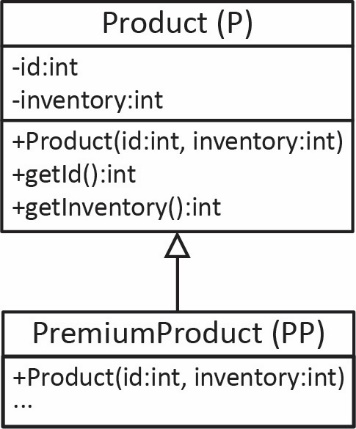 Product (P)
-id:int
-inventory:int
+Product(id:int, inventory:int)
+getId():int
+getInventory():int
PremiumProduct (PP)
+Product(id:int, inventory:int)
...